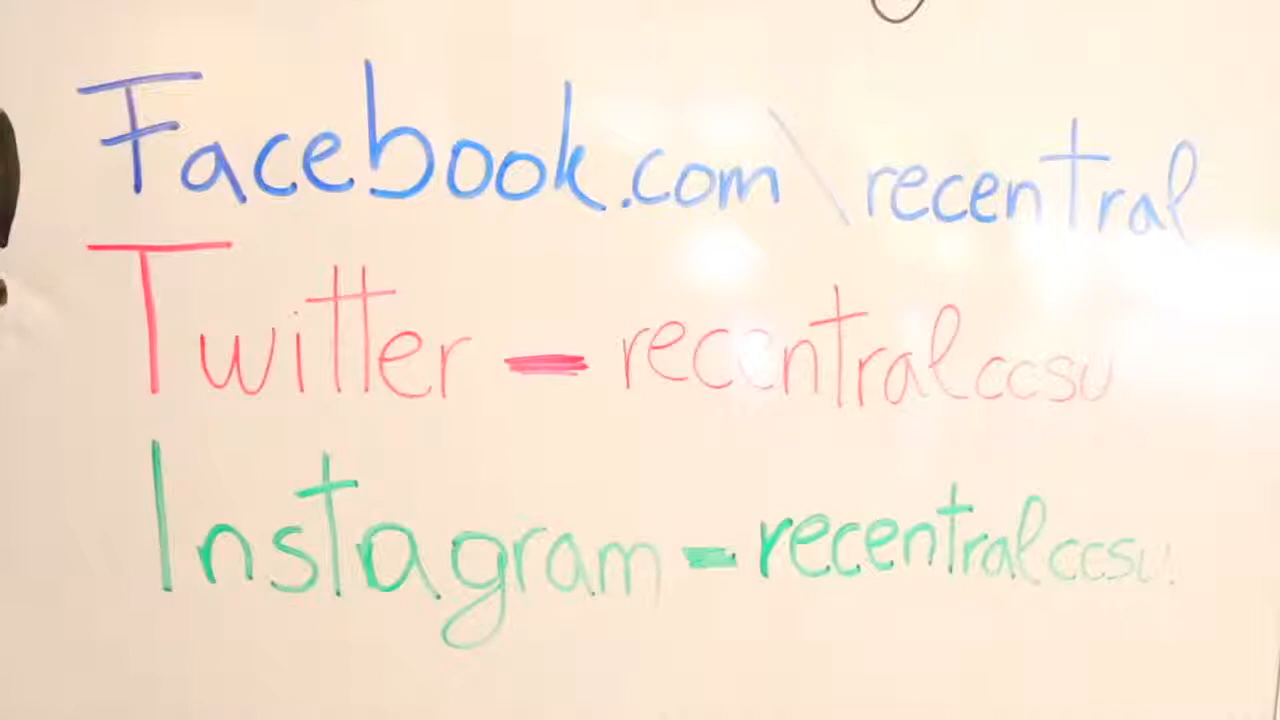 Facebook.com\recentral
Twitter - recentralccsu
Instagram - recentralccsu